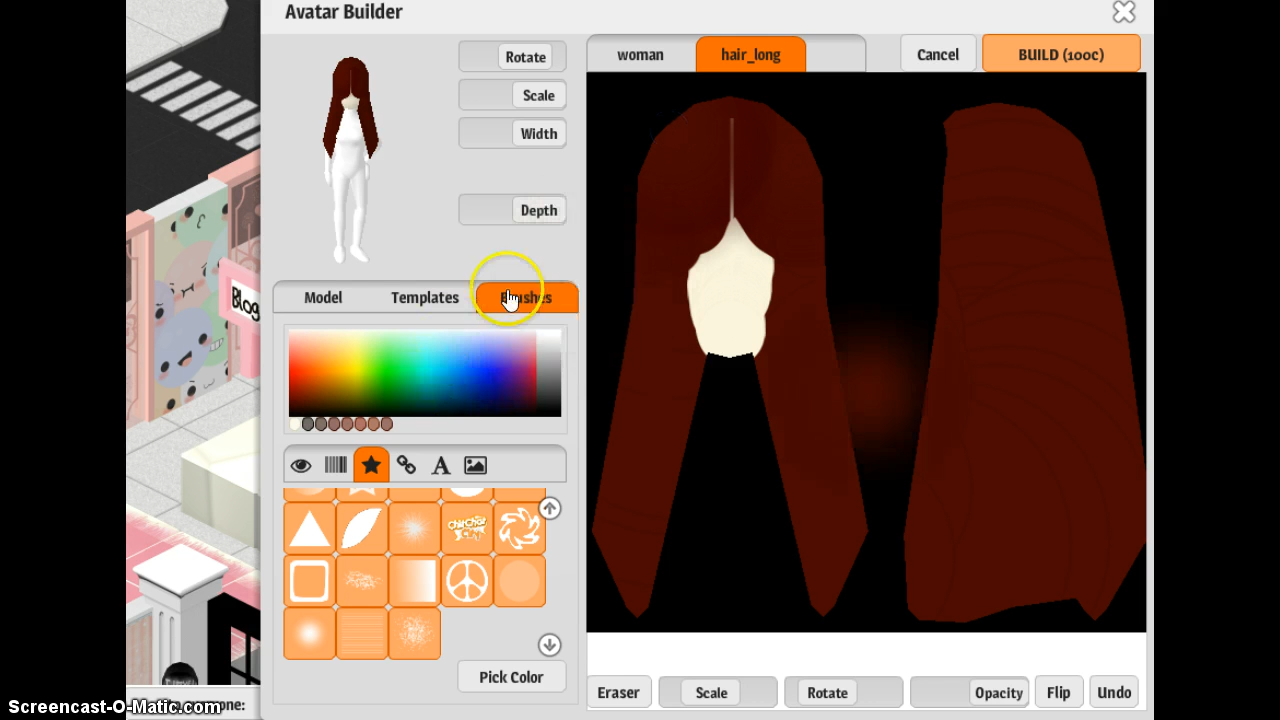 Avatar Builder
Rotate
Scale
Width
Depth
woman
hair_long
Cancel
BUILD (100c)
Model
Templates
Blog
A
Pick Color
Eraser
Scale
Rotate
Opacity
Flip
Undo
Screencast-O-Matic.com
one: